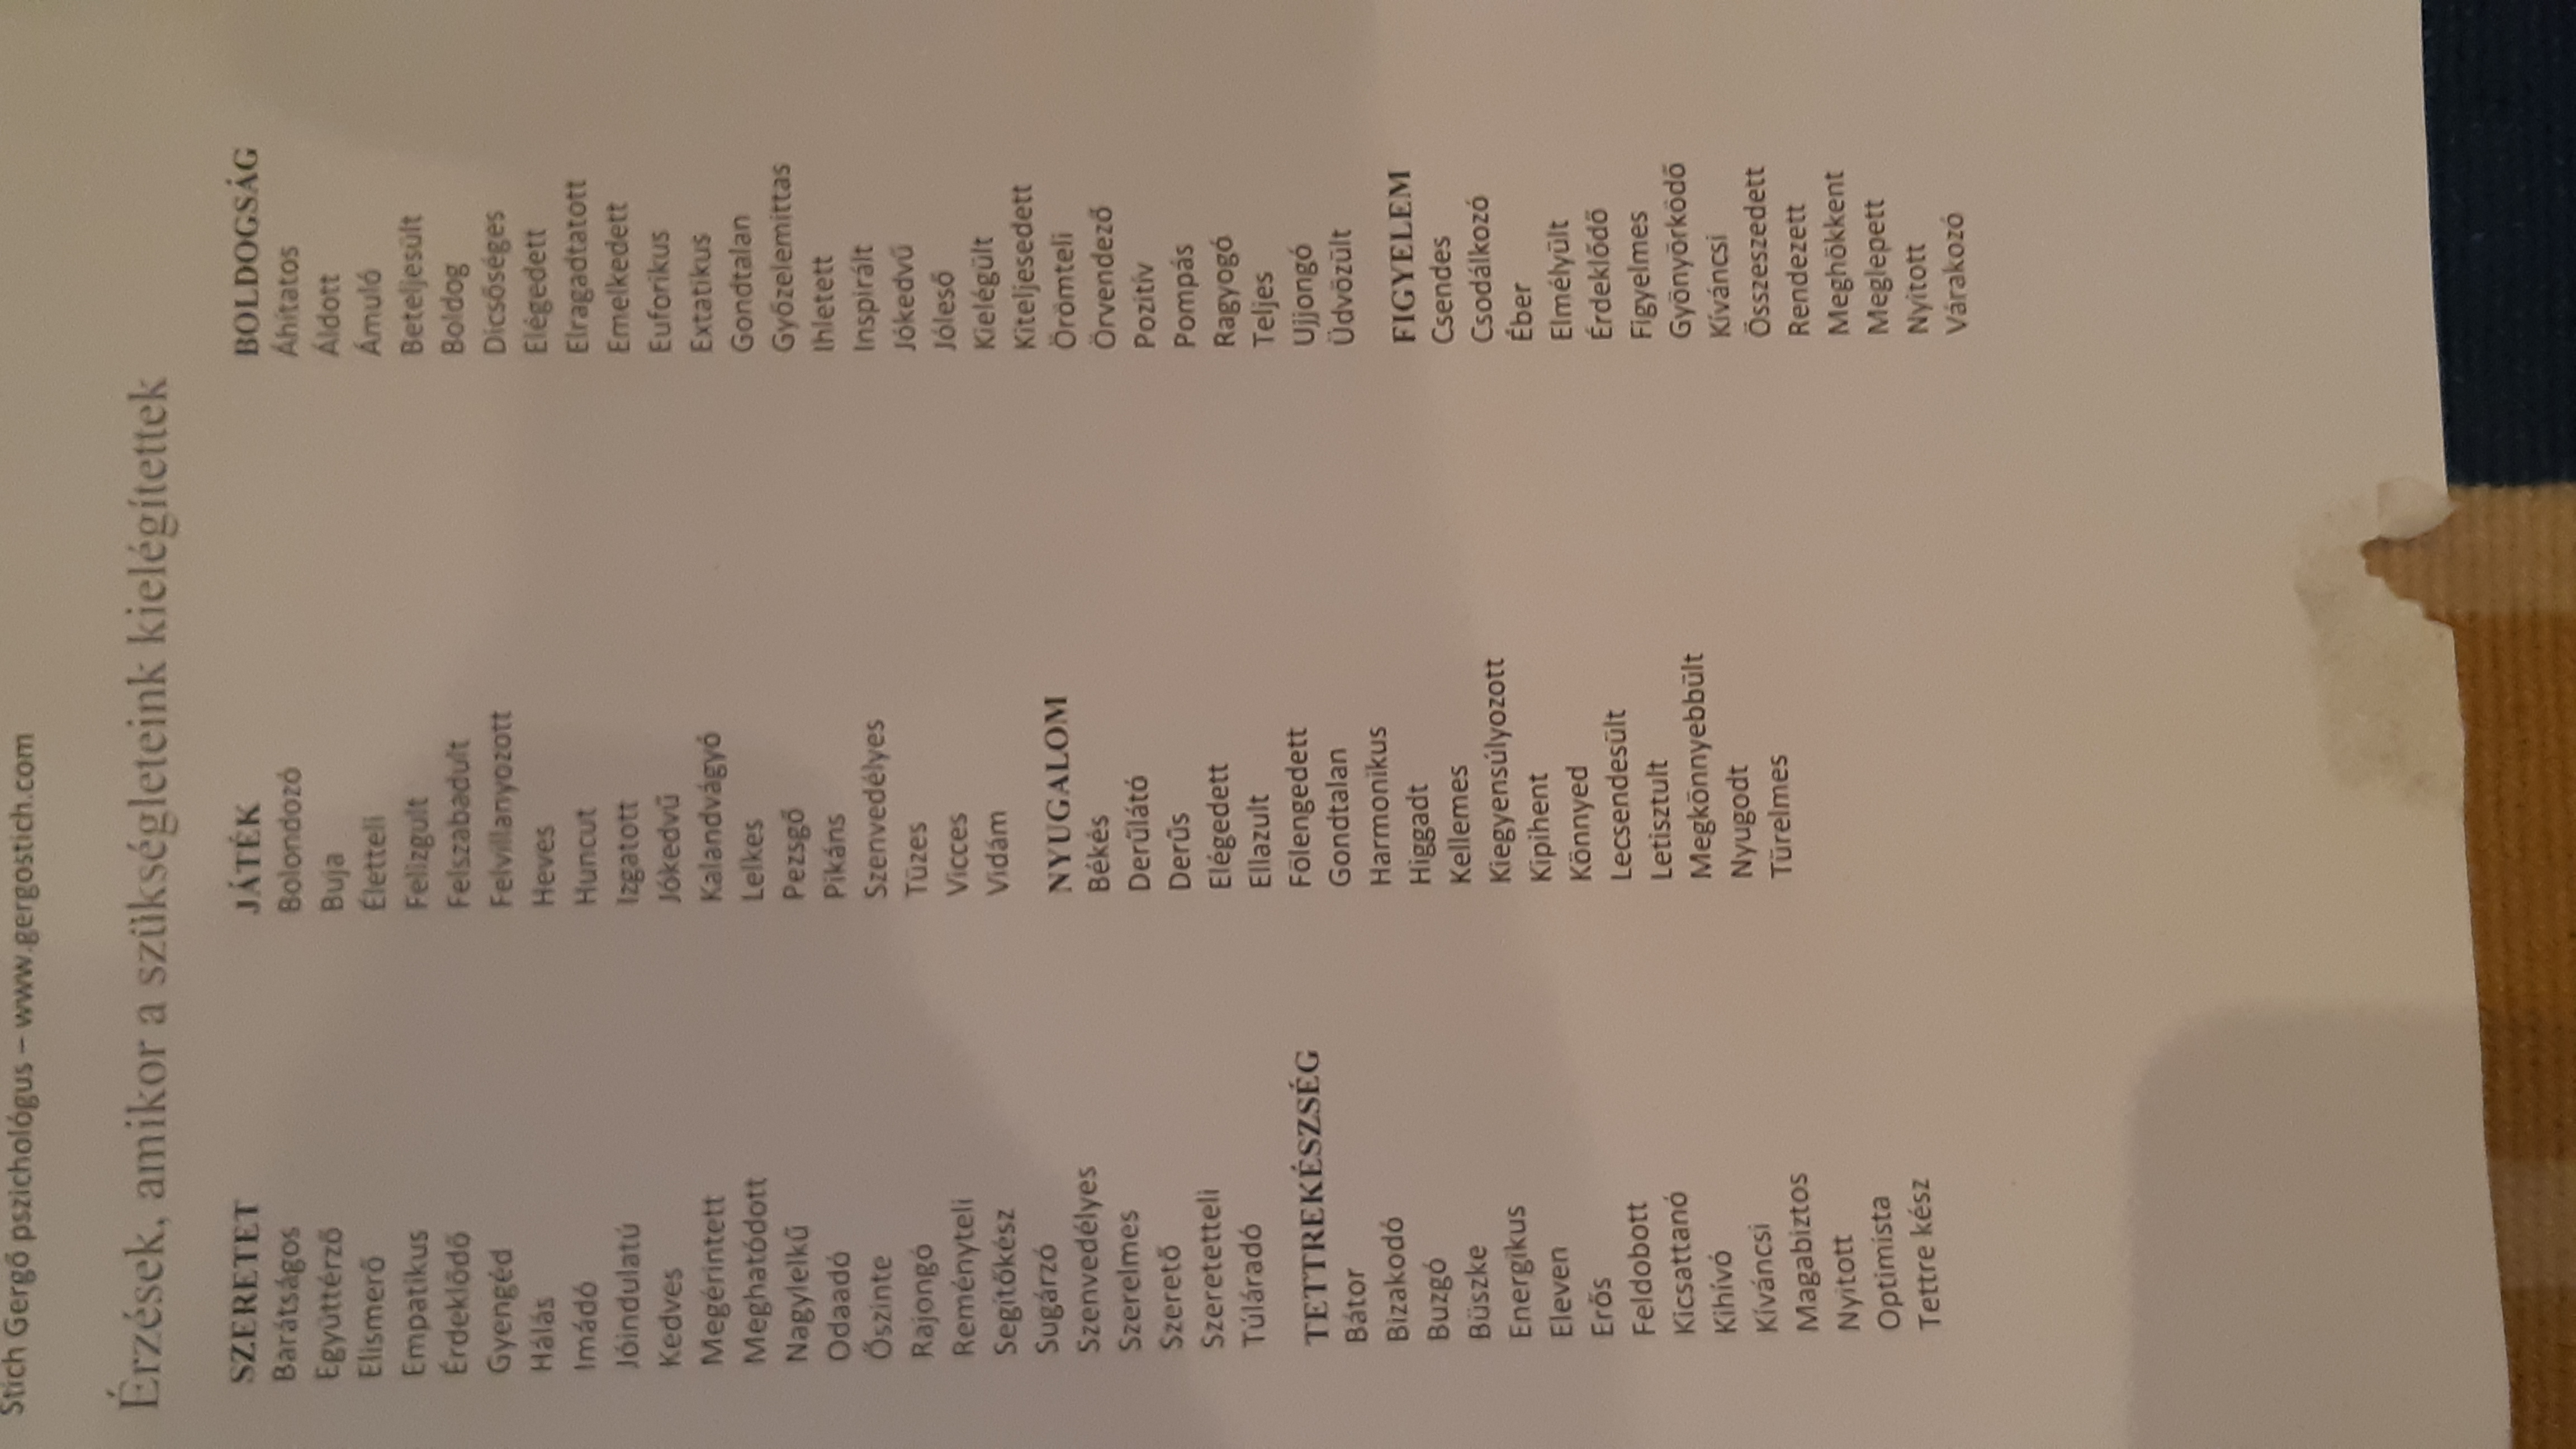 Stich Gergő pszichológus – www.gergostich.com
Érzések, amikor a szükségleteink kielégítettek
SZERETET
Barátságos
Együttérző
Elismerő
Empatikus
Érdeklődő
Gyengéd
Hálás
Imádó
Jóindulatú
Kedves
Megérintett
Meghatódott
Nagylelkű
Odaadó
Őszinte
Rajongó
Reményteli
Segítőkész
Sugárzó
Szenvedélyes
Szerelmes
Szerető
Szeretetteli
Túláradó
TETTREKÉSZSÉG
Bátor
Bizakodó
Buzgó
Büszke
Energikus
Eleven
Erős
Feldobott
Kicsattanó
Kihívó
Kíváncsi
Magabiztos
Nyitott
Optimista
Tettre kész
JÁTÉK
Bolondozó
Buja
Életteli
Felizgult
Felszabadult
Felvillanyozott
Heves
Huncut
Izgatott
Jókedvű
Kalandvágyó
Lelkes
Pezsgő
Pikáns
Szenvedélyes
Tüzes
Vicces
Vidám
NYUGALOM
Békés
Derűlátó
Derűs
Elégedett
Ellazult
Fölengedett
Gondtalan
Harmonikus
Higgadt
Kellemes
Kiegyensúlyozott
Kipihent
Könnyed
Lecsendesült
Letisztult
Megkönnyebbült
Nyugodt
Türelmes
BOLDOGSÁG
Áhítatos
Áldott
Ámuló
Beteljesült
Boldog
Dicsőséges
Elégedett
Elragadtatott
Emelkedett
Euforikus
Extatikus
Gondtalan
Győzelemittas
Ihletett
Inspirált
Jókedvű
Jóleső
Kielégült
Kiteljesedett
Örömteli
Örvendező
Pozitív
Pompás
Ragyogó
Teljes
Ujjongó
Üdvözült
FIGYELEM
Csendes
Csodálkozó
Éber
Elmélyült
Érdeklődő
Figyelmes
Gyönyörködő
Kíváncsi
Összeszedett
Rendezett
Meghökkent
Meglepett
Nyitott
Várakozó